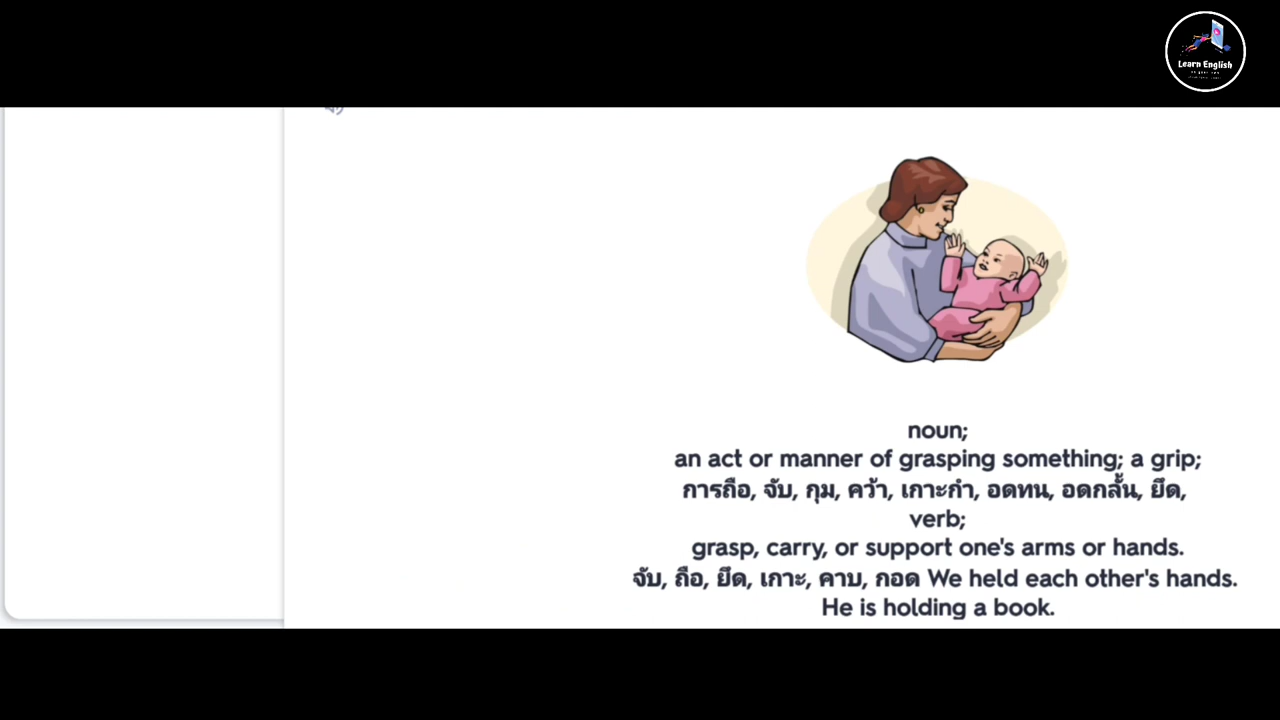 Learn English
noun;
an act or manner of grasping something; a grip;
การถือ, จับ, กุม, คว้า, เกาะกำ, อดทน, อดกลั้น, ยึด,
verb;
grasp, carry, or support one's arms or hands.
จับ, ถือ, ยึด, เกาะ, คาบ, กอด We held each other's hands.
He is holding a book.